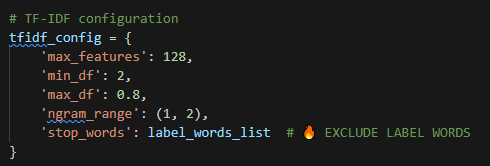 # TF-IDF configuration
tfidf_config = {
    'max_features': 128,
    'min_df': 2,
    'max_df': 0.8,
    'ngram_range': (1, 2),
    'stop_words': label_words_list  # 🔥 EXCLUDE LABEL WORDS
}